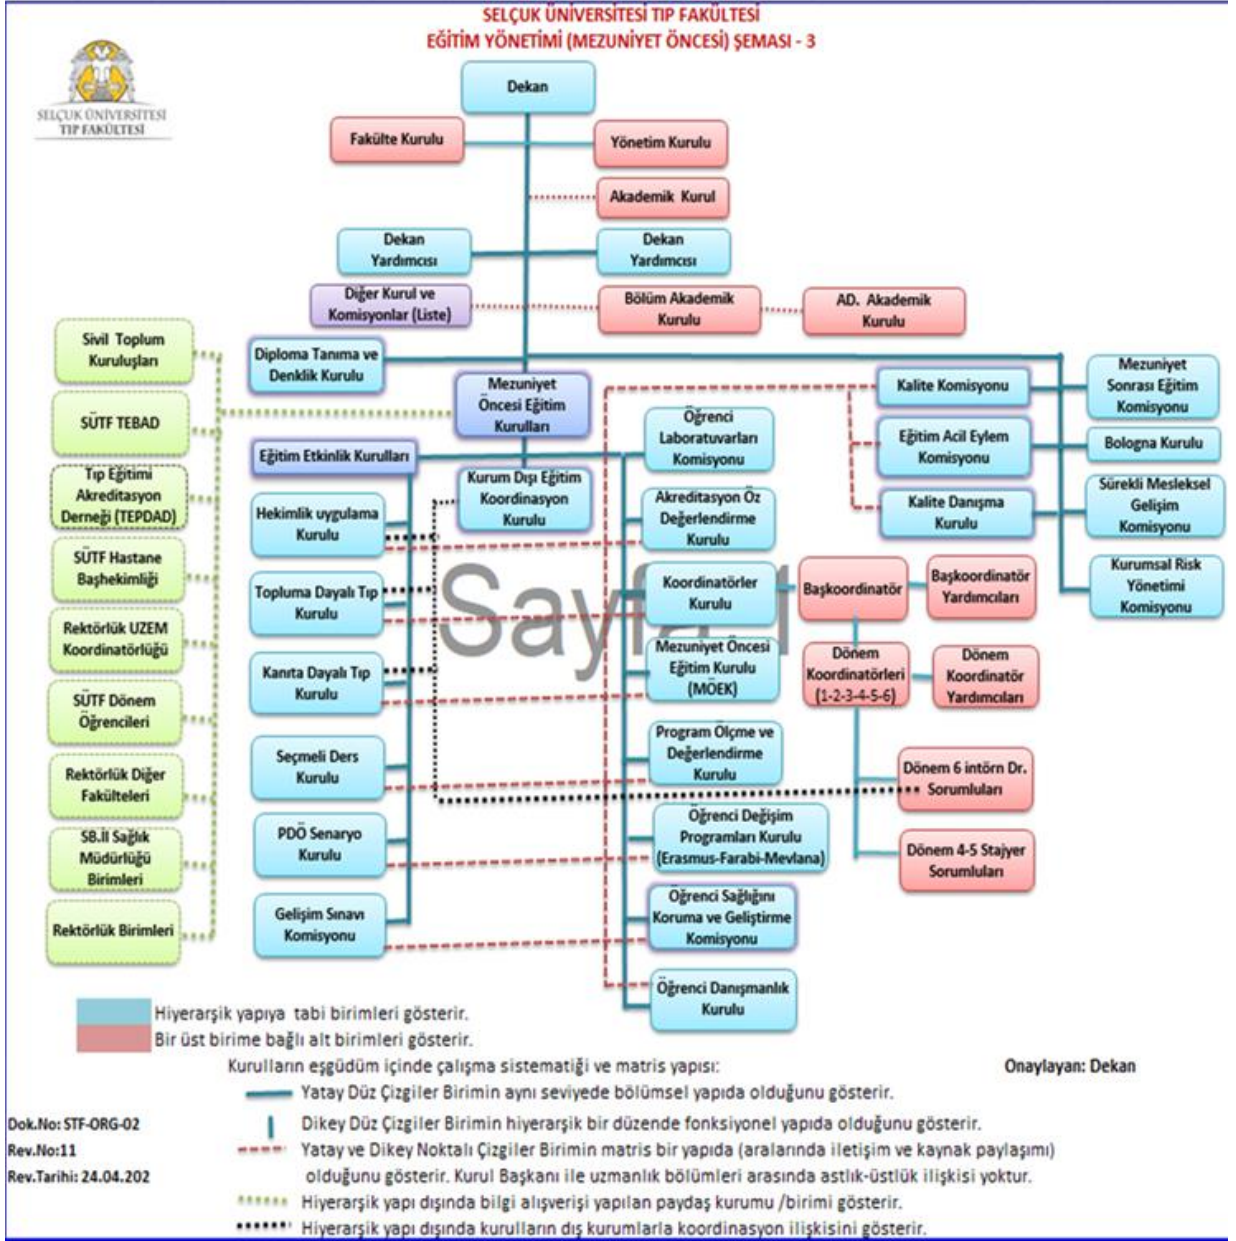 SELÇUK ÜNİVERSİTESİ TIP FAKÜLTESİ
EĞİTİM YÖNETİMİ (MEZUNİYET ÖNCESİ) ŞEMASI - 3
SELÇUK ÜNİVERSİTESİ
TIP FAKÜLTESİ
Dekan
Fakülte Kurulu
Yönetim Kurulu
Akademik Kurul
Dekan
Yardımcısı
Dekan
Yardımcısı
Diğer Kurul ve
Komisyonlar (Liste)
Bölüm Akademik
Kurulu
AD. Akademik
Kurulu
Sivil Toplum
Kuruluşları
SÜTF TEBAD
Tıp Eğitimi
Akreditasyon
Derneği (TEPDAD)
SÜTF Hastane
Başhekimliği
Rektörlük UZEM
Koordinatörlüğü
SÜTF Dönem
Öğrencileri
Rektörlük Diğer
Fakülteleri
SB.İl Sağlık
Müdürlüğü
Birimleri
Rektörlük Birimleri
Diploma Tanıma ve
Denklik Kurulu
Mezuniyet
Öncesi Eğitim
Kurulları
Eğitim Etkinlik Kurulları
Kurum Dışı Eğitim
Koordinasyon
Kurulu
Hekimlik uygulama
Kurulu
Topluma Dayalı Tıp
Kurulu
Kanıta Dayalı Tıp
Kurulu
Seçmeli Ders
Kurulu
PDÖ Senaryo
Kurulu
Gelişim Sınavı
Komisyonu
Öğrenci
Laboratuvarları
Komisyonu
Akreditasyon Öz
Değerlendirme
Kurulu
Koordinatörler
Kurulu
Mezuniyet Öncesi
Eğitim Kurulu
(MÖEK)
Program Ölçme ve
Değerlendirme
Kurulu
Öğrenci Değişim
Programları Kurulu
(Erasmus-Farabi-Mevlana)
Öğrenci Sağlığını
Koruma ve Geliştirme
Komisyonu
Öğrenci Danışmanlık
Kurulu
Kalite Komisyonu
Eğitim Acil Eylem
Komisyonu
Kalite Danışma
Kurulu
Mezuniyet
Sonrası Eğitim
Komisyonu
Bologna Kurulu
Sürekli Mesleksel
Gelişim
Komisyonu
Kurumsal Risk
Yönetimi
Komisyonu
Başkoordinatör
Başkoordinatör
Yardımcıları
Dönem
Koordinatörleri
(1-2-3-4-5-6)
Dönem
Koordinatör
Yardımcıları
Dönem 6 intörn Dr.
Sorumluları
Dönem 4-5 Stajyer
Sorumluları
Sayfa 1
Hiyerarşik yapıya tabi birimleri gösterir.
Bir üst birime bağlı alt birimleri gösterir.
Kurulların eşgüdüm içinde çalışma sistematiği ve matris yapısı:
Onaylayan: Dekan
Yatay Düz Çizgiler Birimin aynı seviyede bölümsel yapıda olduğunu gösterir.
Dok.No: STF-ORG-02
Dikey Düz Çizgiler Birimin hiyerarşik bir düzende fonksiyonel yapıda olduğunu gösterir.
Rev.No:11
Yatay ve Dikey Noktalı Çizgiler Birimin matris bir yapıda (aralarında iletişim ve kaynak paylaşımı)
Rev.Tarihi: 24.04.202
olduğunu gösterir. Kurul Başkanı ile uzmanlık bölümleri arasında astlık-üstlük ilişkisi yoktur.
Hiyerarşik yapı dışında bilgi alışverişi yapılan paydaş kurumu /birimi gösterir.
Hiyerarşik yapı dışında kurulların dış kurumlarla koordinasyon ilişkisini gösterir.